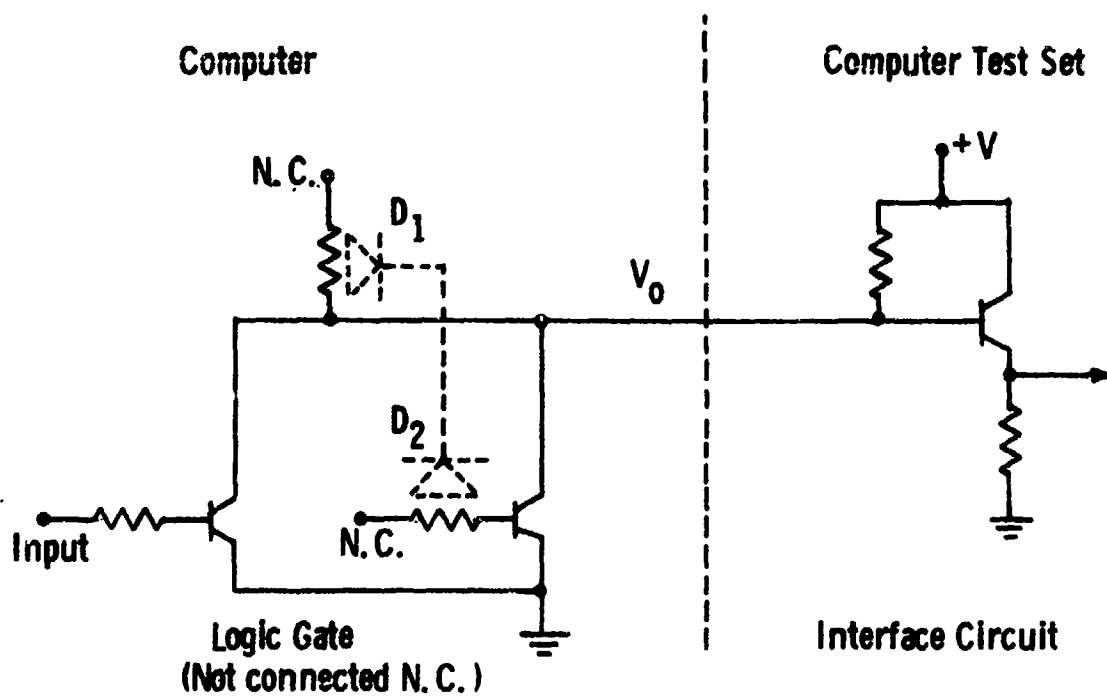 Computer
Computer Test Set
+V
N.C.
D1
V0
D2
Input
N.C.
Logic Gate
(Not connected N.C.)
Interface Circuit